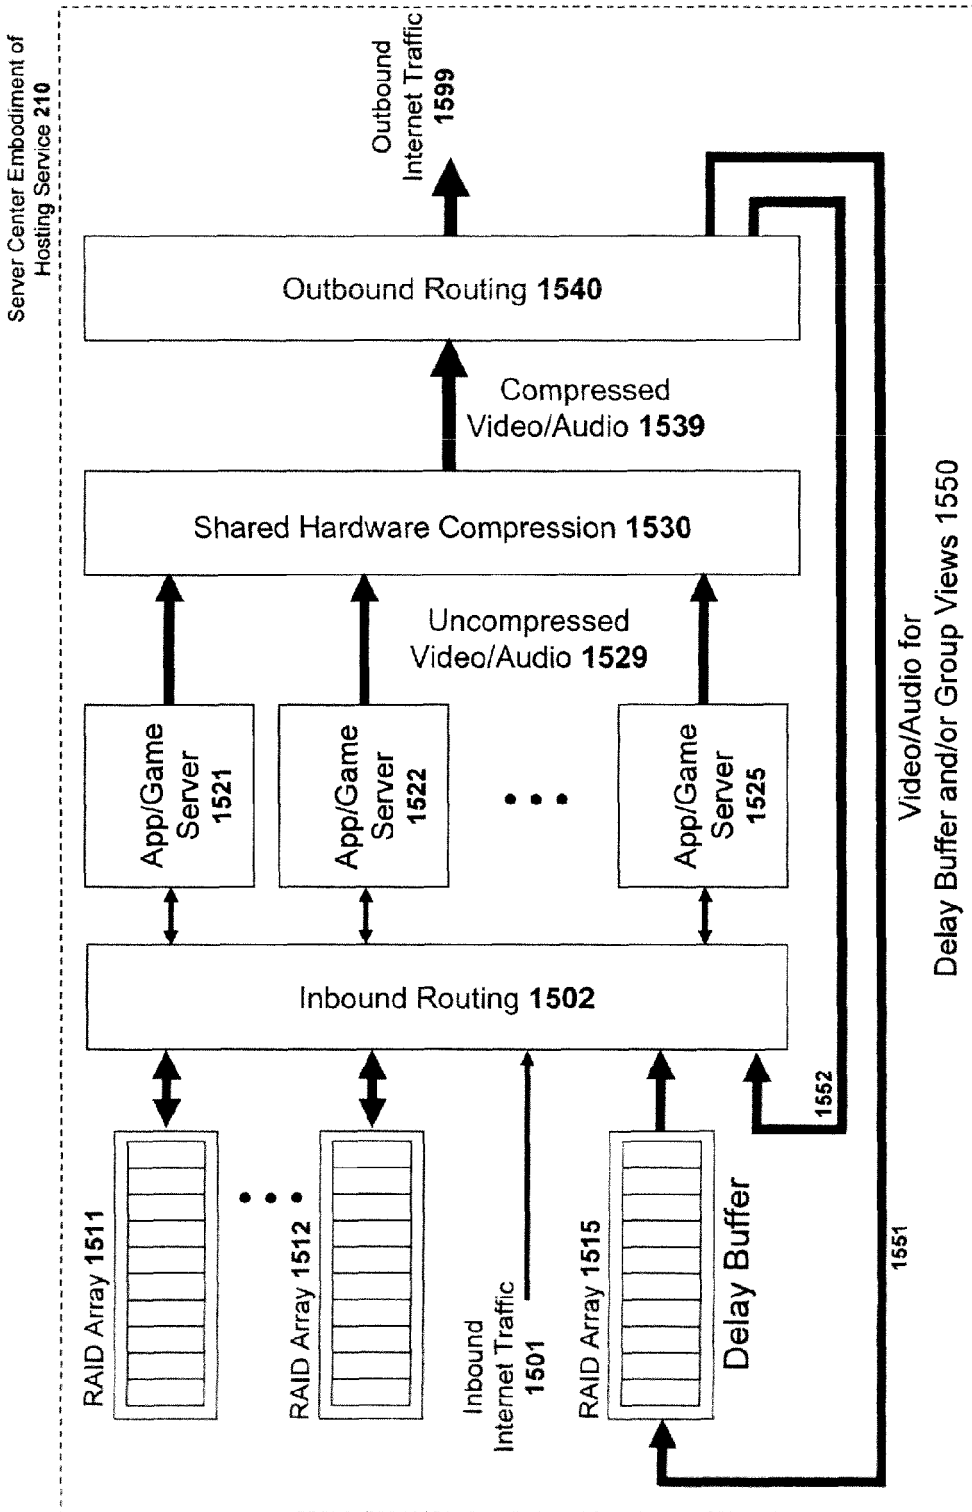 Server Center Embodiment of
Hosting Service 210
Outbound
Internet Traffic
1599
Outbound Routing 1540
Compressed
Video/Audio 1539
Shared Hardware Compression 1530
Uncompressed
Video/Audio 1529
App/Game
Server
1521
App/Game
Server
1522
App/Game
Server
1525
Inbound Routing 1502
RAID Array 1511
RAID Array 1512
Inbound
Internet Traffic
1501
RAID Array 1515
Delay Buffer
1552
1551
Video/Audio for
Delay Buffer and/or Group Views 1550